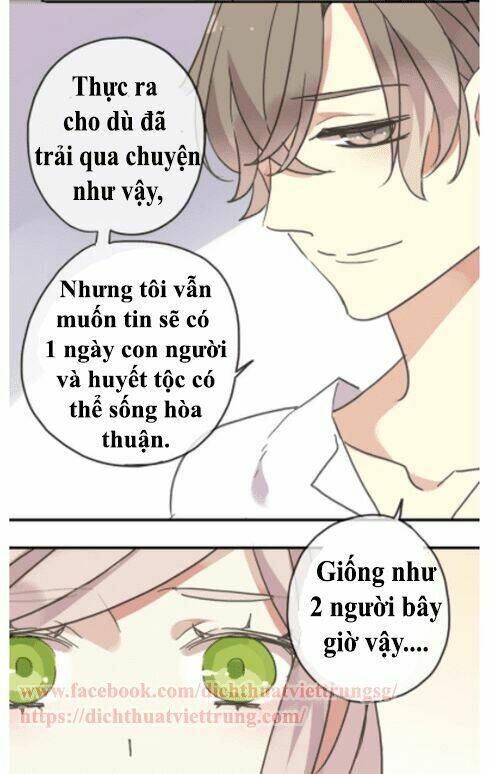 Thực ra
cho dù đã
trải qua chuyện
như vậy,
Nhưng tôi vẫn
muốn tin sẽ có
1 ngày con người
và huyết tộc có
thể sống hòa
thuận.
Giống như
2 người bây
giờ vậy....
www.facebook.com/dichthuatviettrungsg/
https://dichthuatviettrung.com/